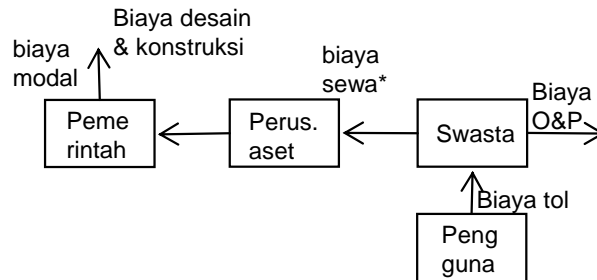 Biaya desain
& konstruksi
biaya
modal
biaya
sewa*
Biaya
O&P
Peme
rintah
Perus.
aset
Swasta
Biaya tol
Peng
guna